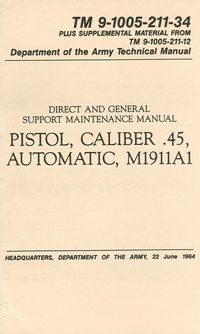 TM 9-1005-211-34
PLUS SUPPLEMENTAL MATERIAL FROM
TM 9-1005-211-12
Department of the Army Technical Manual
DIRECT AND GENERAL
SUPPORT MAINTENANCE MANUAL
PISTOL, CALIBER .45,
AUTOMATIC, M1911A1
HEADQUARTERS, DEPARTMENT OF THE ARMY, 22 June 1964